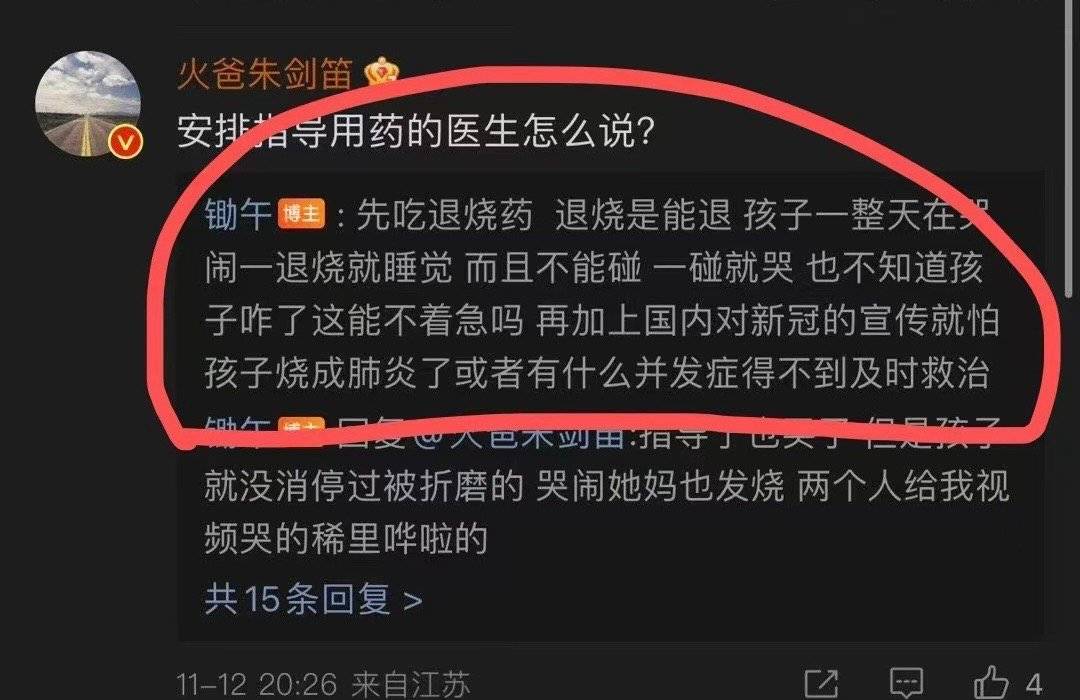 火爸朱剑笛
安排指导用药的医生怎么说?
锄午 博主 : 先吃退烧药 退烧是能退 孩子一整天在哭
闹一退烧就睡觉 而且不能碰 一碰就哭 也不知道孩
子咋了这能不着急吗 再加上国内对新冠的宣传就怕
孩子烧成肺炎了或者有什么并发症得不到及时救治
锄午 博主 回复@火爸朱剑笛:指导了也买了 但是孩子
就没消停过被折磨的 哭闹她妈也发烧 两个人给我视
频哭的稀里哗啦的
共15条回复 >
11-12 20:26 来自江苏
4